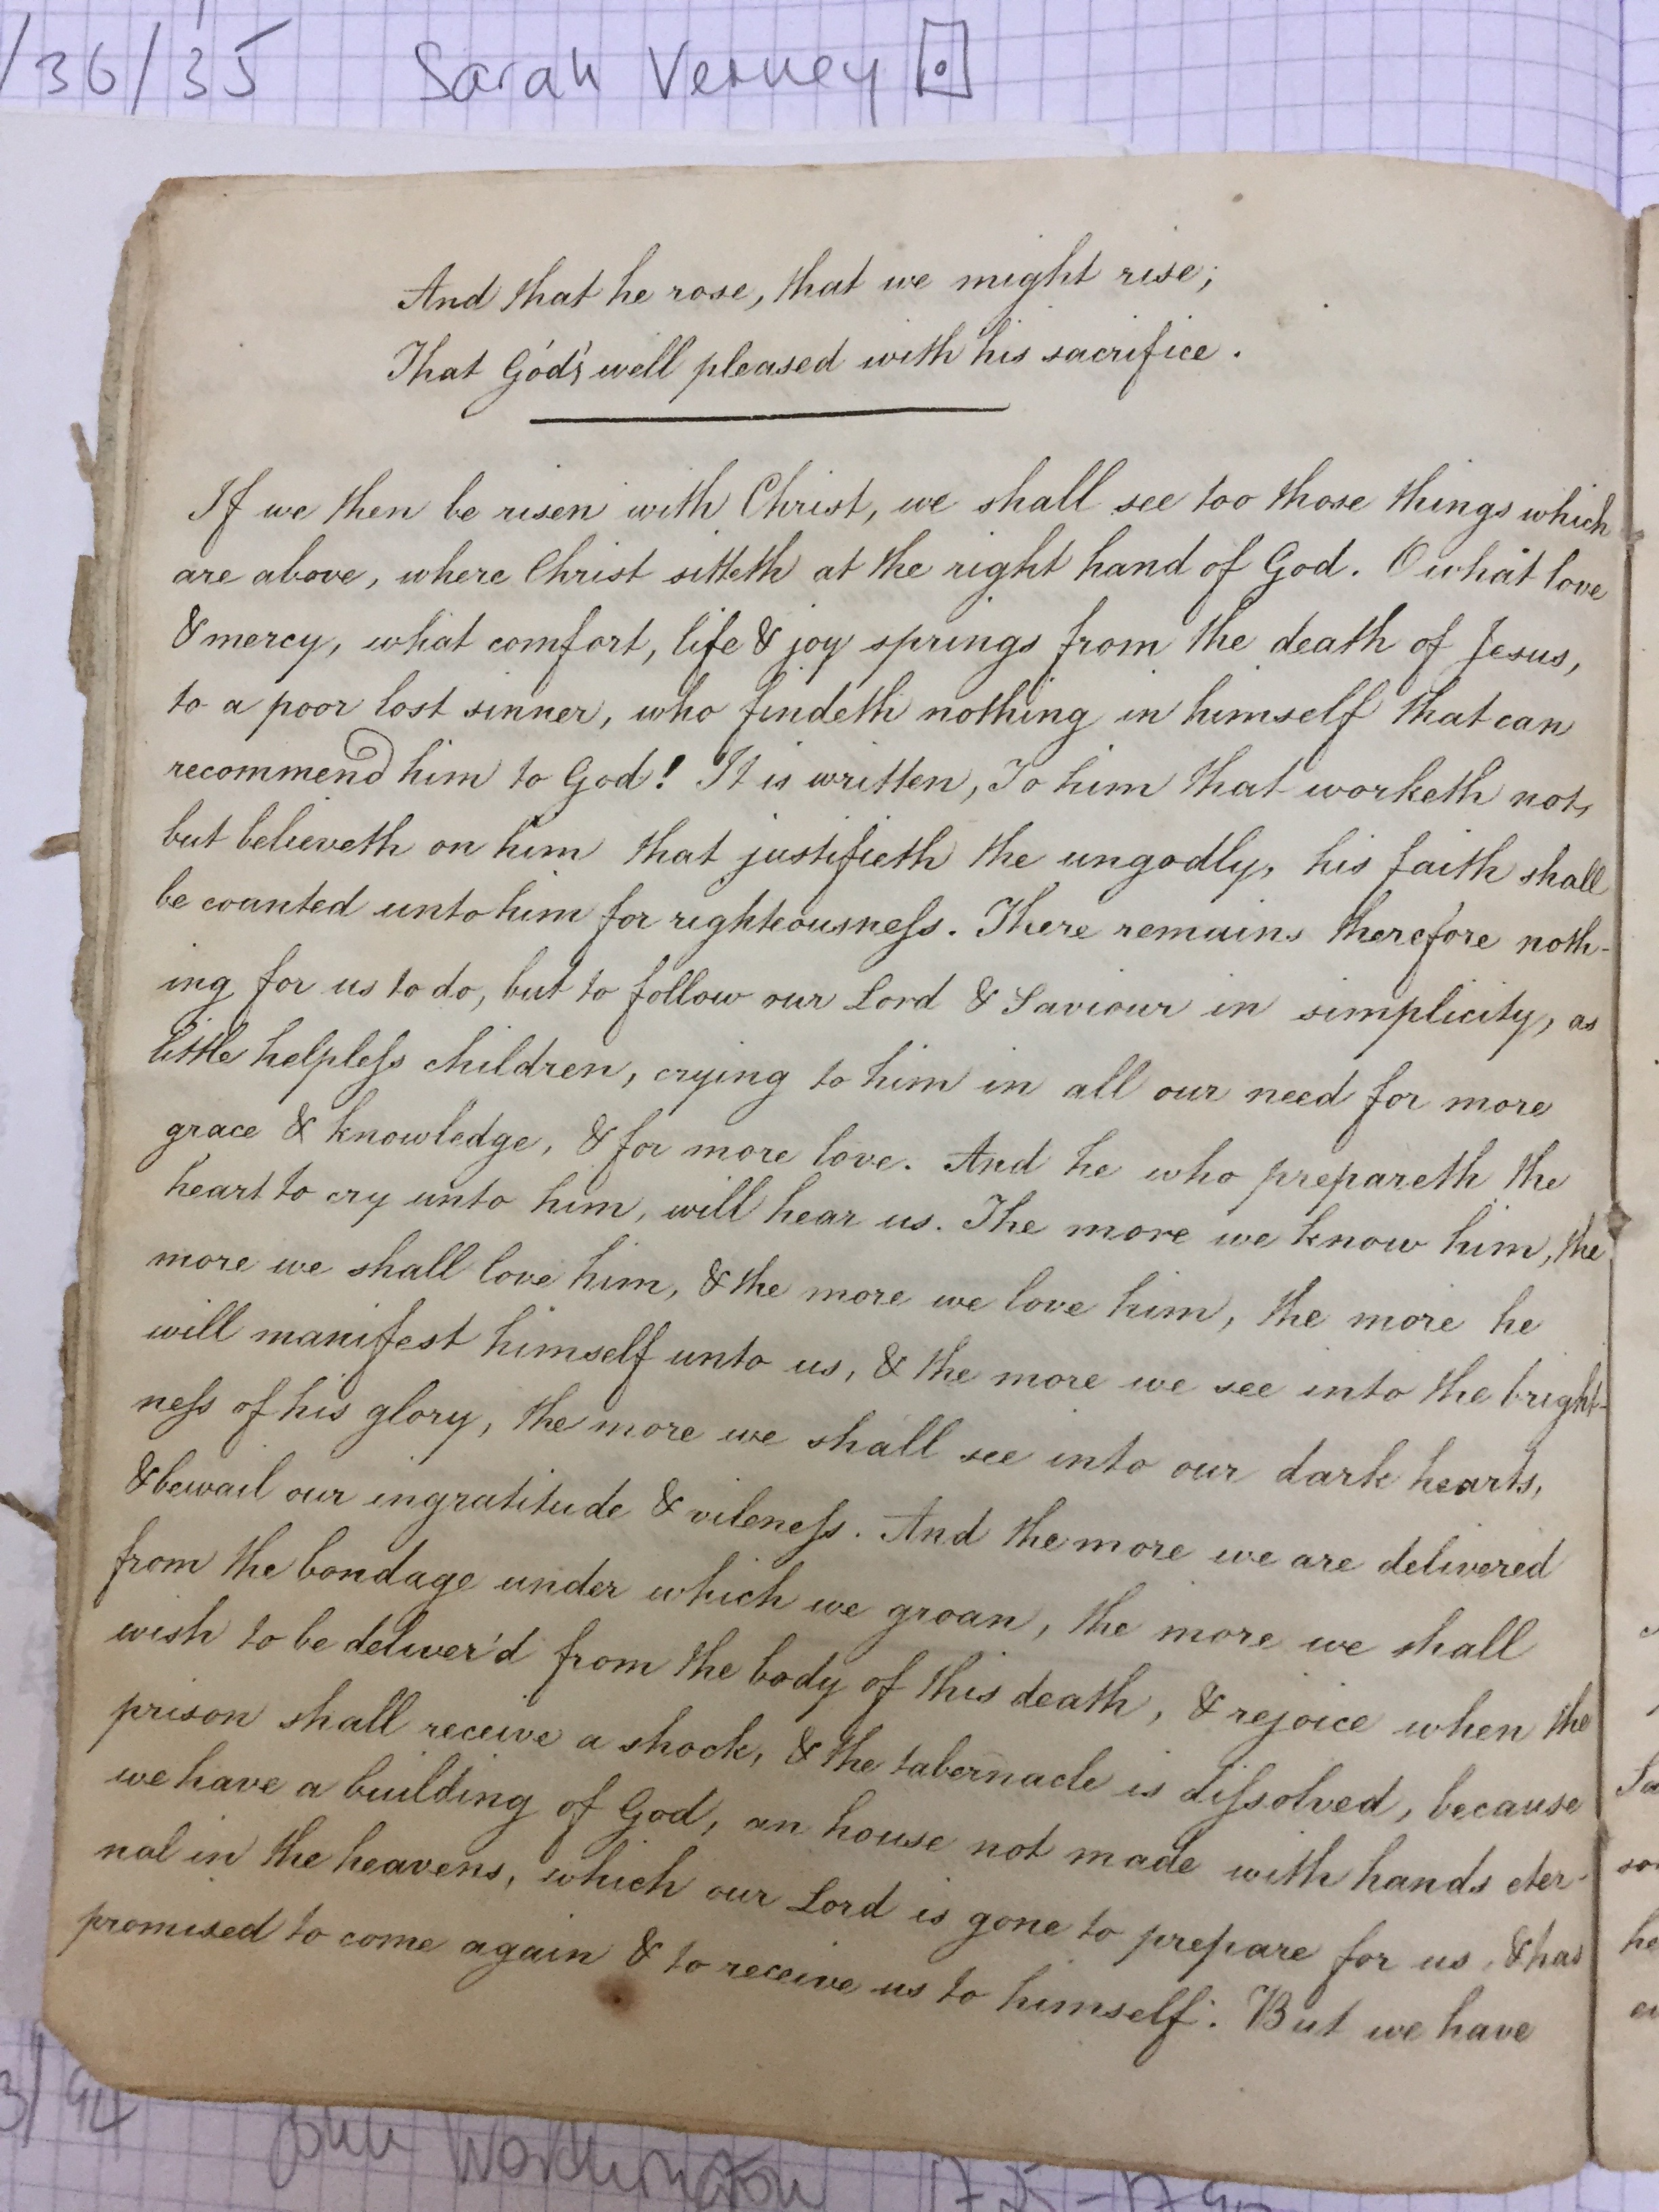 /36/35 Sarah Verney
And that he rose, that we might rise;
That God's well pleased with his sacrifice.
If we then be risen with Christ, we shall see too those things which
are above, where Christ sitteth at the right hand of God. O what love
& mercy, what comfort, life & joy springs from the death of Jesus,
to a poor lost sinner, who findeth nothing in himself that can
recommend him to God! It is written, To him that worketh not,
but believeth on him that justifieth the ungodly, his faith shall
be counted unto him for righteousneſs. There remains therefore noth-
ing for us to do, but to follow our Lord & Saviour in simplicity, as
little helpleſs children, crying to him in all our need for more
grace & knowledge, & for more love. And he who prepareth the
heart to cry unto him, will hear us. The more we know him, the
more we shall love him, & the more we love him, the more he
will manifest himself unto us, & the more we see into the bright-
neſs of his glory, the more we shall see into our dark hearts,
& bewail our ingratitude & vileneſs. And the more we are delivered
from the bondage under which we groan, the more we shall
wish to be deliver'd from the body of this death, & rejoice when the
prison shall receive a shock, & the tabernacle is diſsolved, because
we have a building of God, an house not made with hands eter-
nal in the heavens, which our Lord is gone to prepare for us, & has
promised to come again & to receive us to himself. But we have
he
3/94 John Worthington